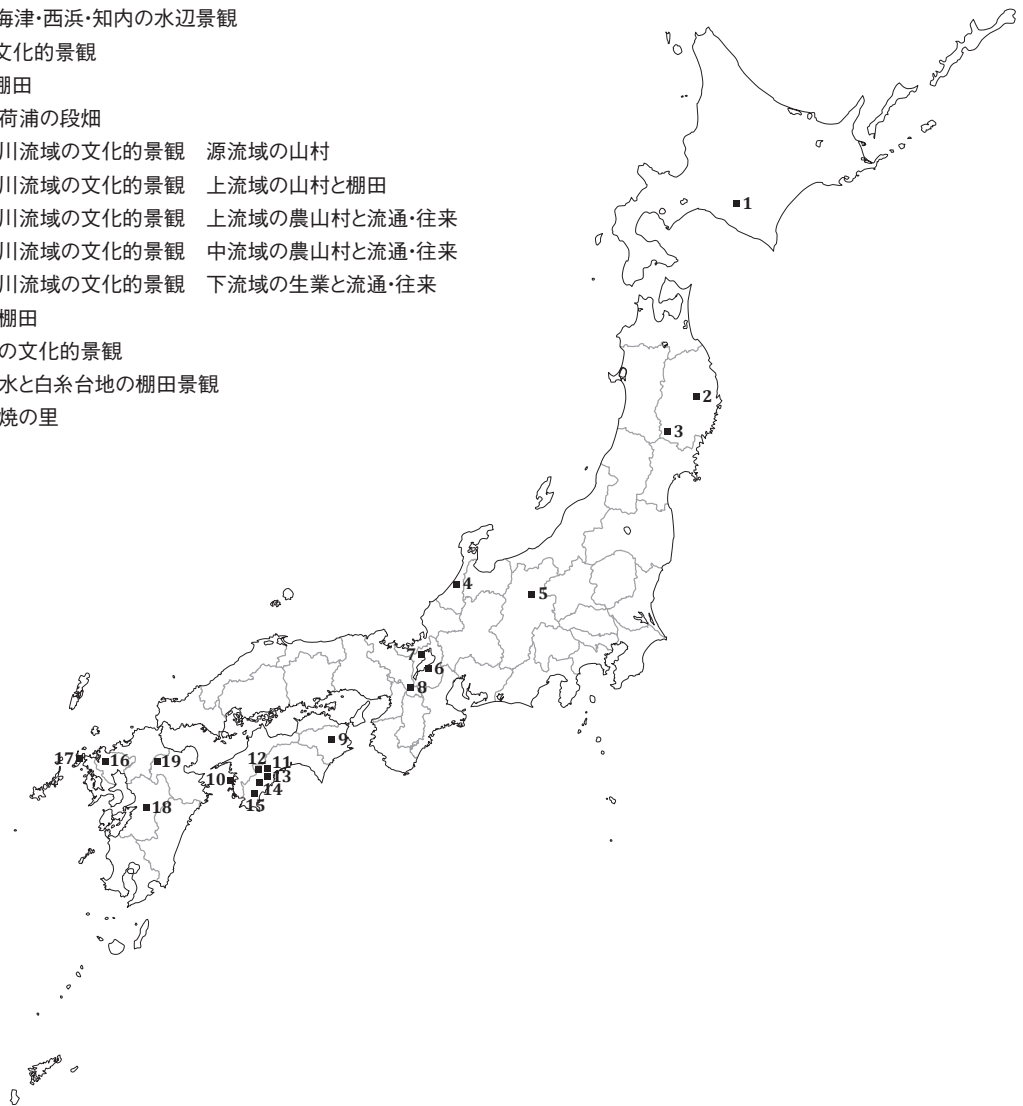 海津・西浜・知内の水辺景観
文化的景観
棚田
荷浦の段畑
川流域の文化的景観　源流域の山村
川流域の文化的景観　上流域の山村と棚田
川流域の文化的景観　上流域の農山村と流通・往来
川流域の文化的景観　中流域の農山村と流通・往来
川流域の文化的景観　下流域の生業と流通・往来
棚田
の文化的景観
水と白糸台地の棚田景観
焼の里
1
2
3
4
5
7
6
8
9
17
16
19
12
11
10
13
14
15
18